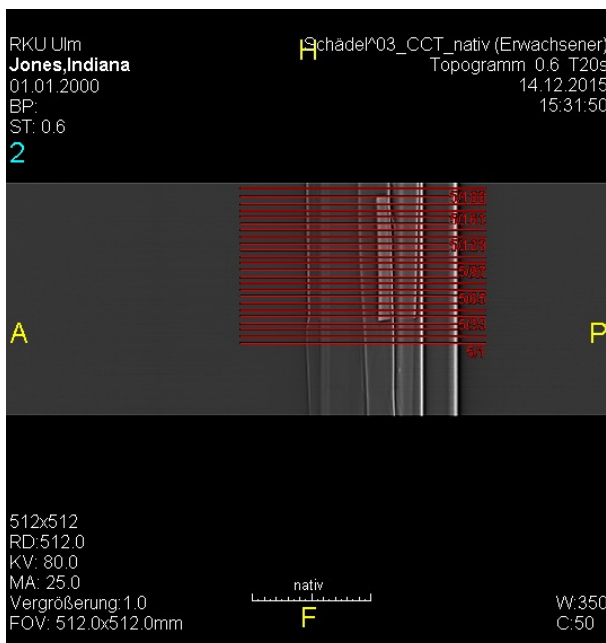 RKU Ulm
Jones,Indiana
01.01.2000
BP:
ST: 0.6
2
H
Schädel^03_CCT_nativ (Erwachsener)
Topogramm 0.6 T20s
14.12.2015
15:31:50
A
P
5/1
512x512
RD:512.0
KV: 80.0
MA: 25.0
Vergrößerung:1.0
FOV: 512.0x512.0mm
nativ
F
W:350
C:50